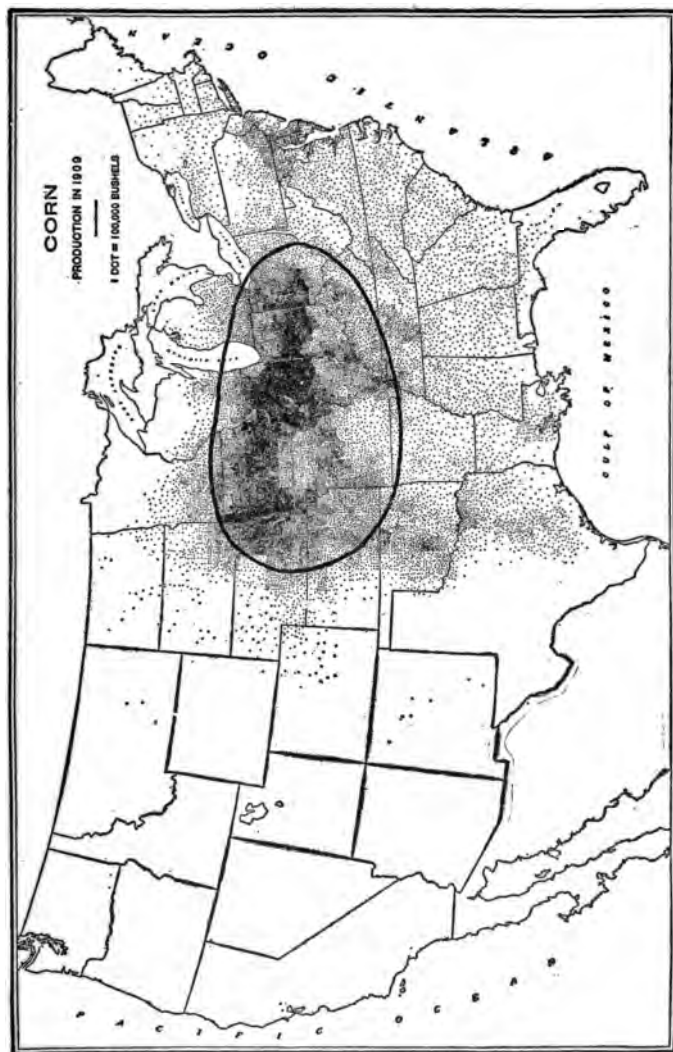 CORN
PRODUCTION IN 1909
1 DOT = 100,000 BUSHELS
ATLANTIC OCEAN
GULF OF MEXICO
PACIFIC OCEAN